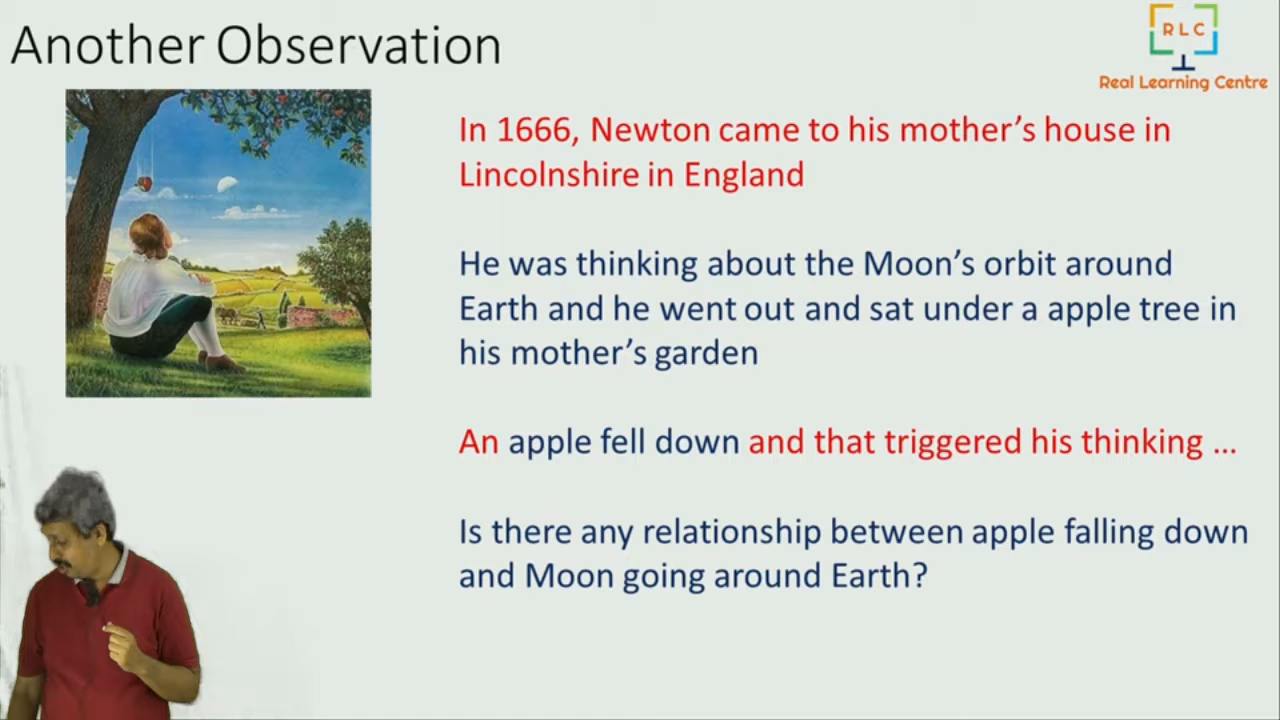 Another Observation
RLC
Real Learning Centre
In 1666, Newton came to his mother’s house in
Lincolnshire in England
He was thinking about the Moon’s orbit around
Earth and he went out and sat under a apple tree in
his mother’s garden
An apple fell down and that triggered his thinking ...
Is there any relationship between apple falling down
and Moon going around Earth?